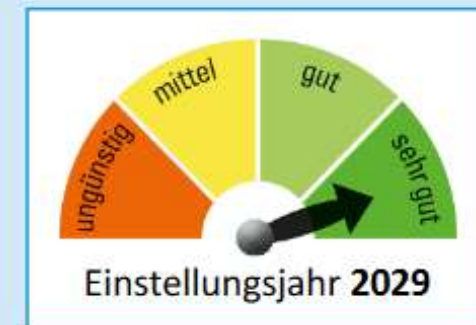 ungünstig
mittel
gut
sehr gut
Einstellungsjahr 2029